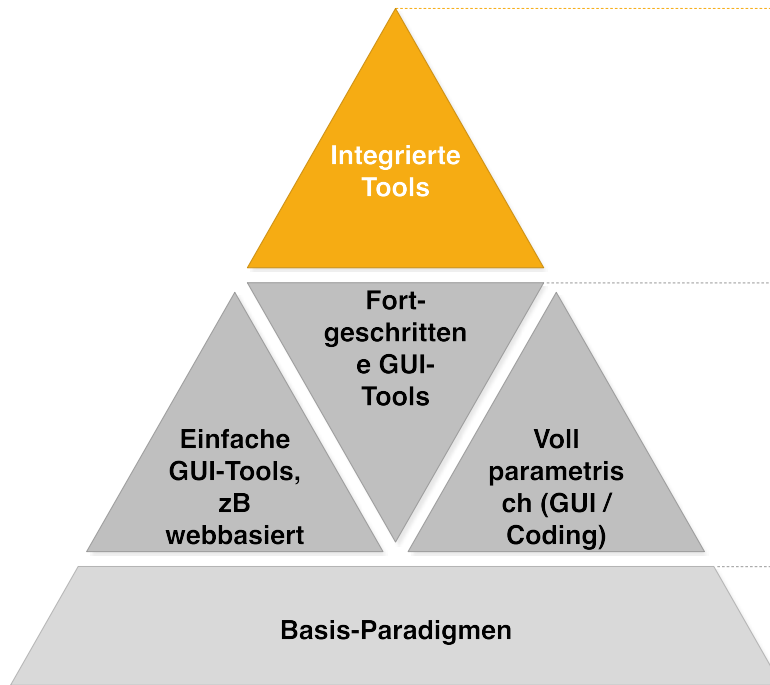 Integrierte
Tools
Fort-
geschritten
e GUI-
Tools
Einfache
GUI-Tools,
zB
webbasiert
Voll
parametris
ch (GUI /
Coding)
Basis-Paradigmen